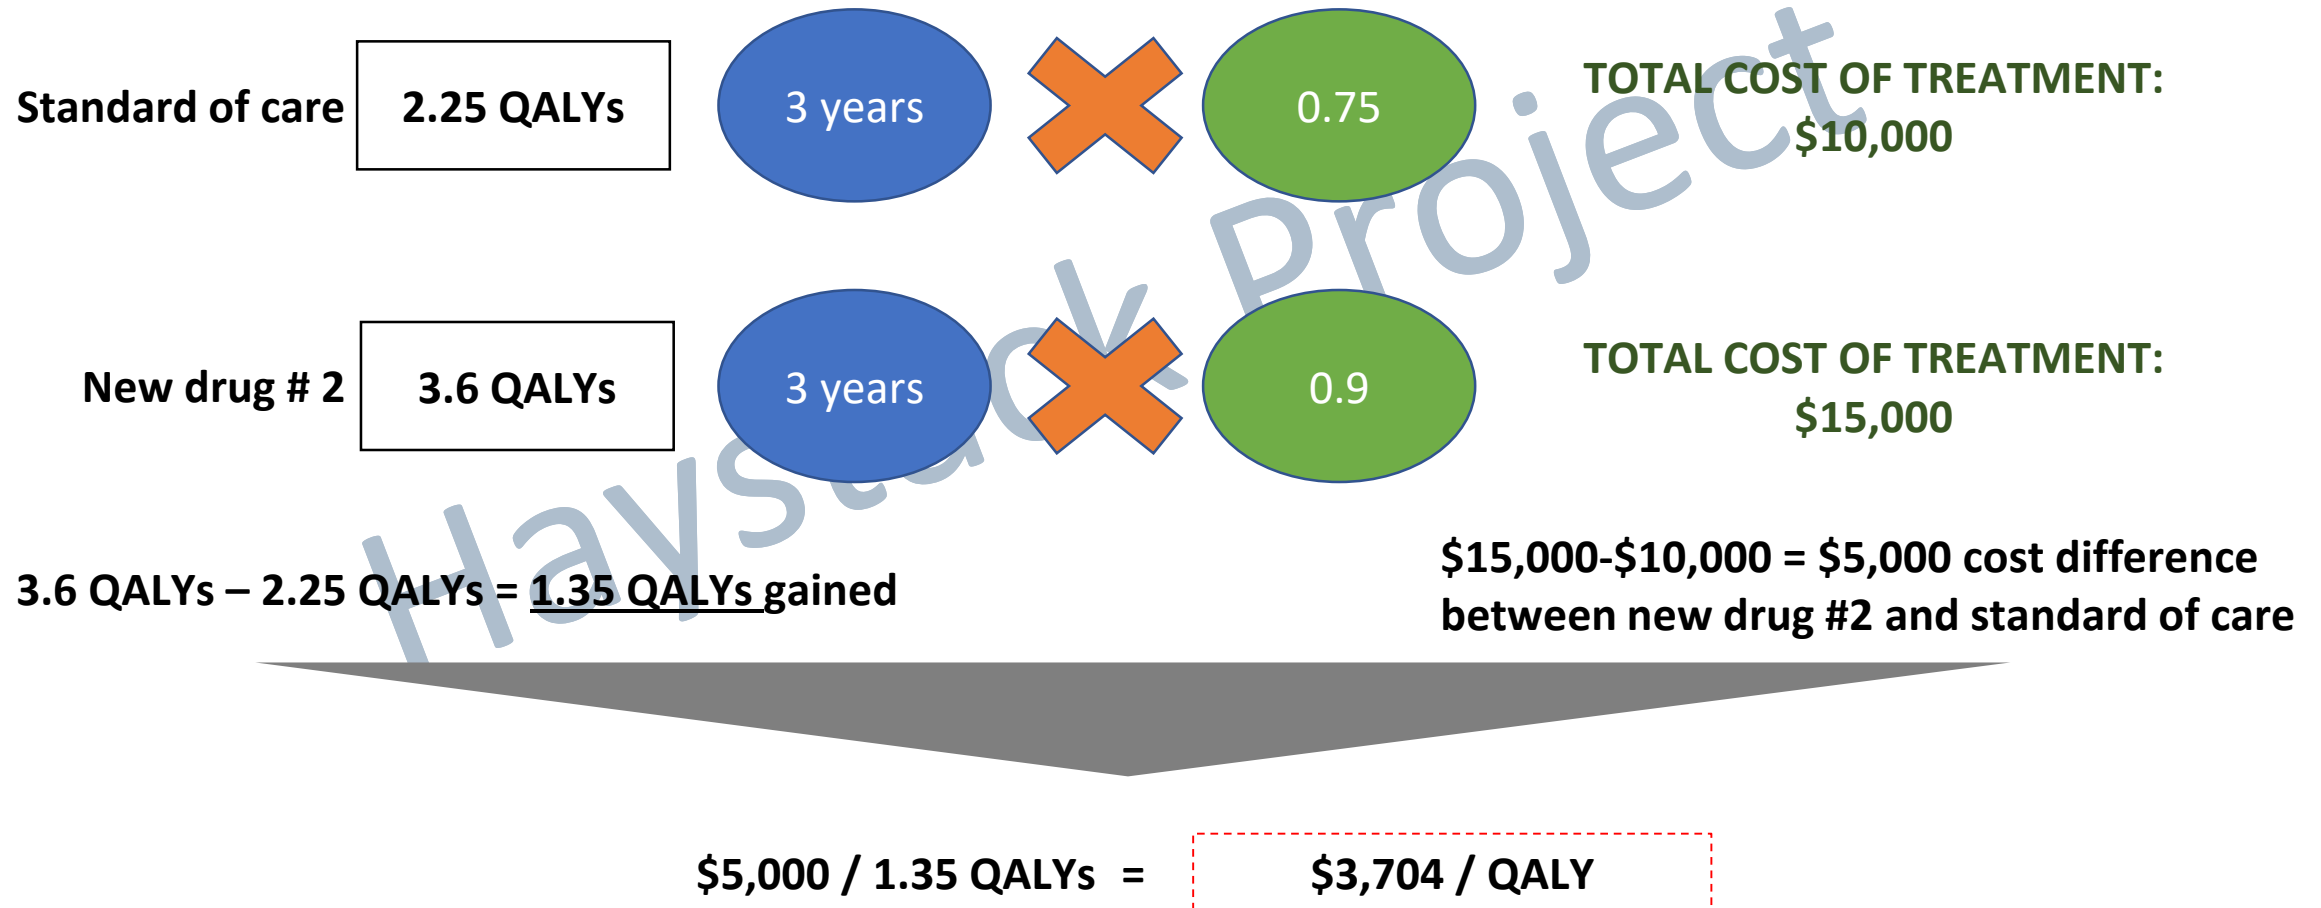 Standard of care 2.25 QALYs 3 years 0.75 TOTAL COST OF TREATMENT:
$10,000
New drug # 2 3.6 QALYs 3 years 0.9 TOTAL COST OF TREATMENT:
$15,000
Haystack Project
3.6 QALYs – 2.25 QALYs = 1.35 QALYs gained
$15,000-$10,000 = $5,000 cost difference
between new drug #2 and standard of care
$5,000 / 1.35 QALYs = $3,704 / QALY